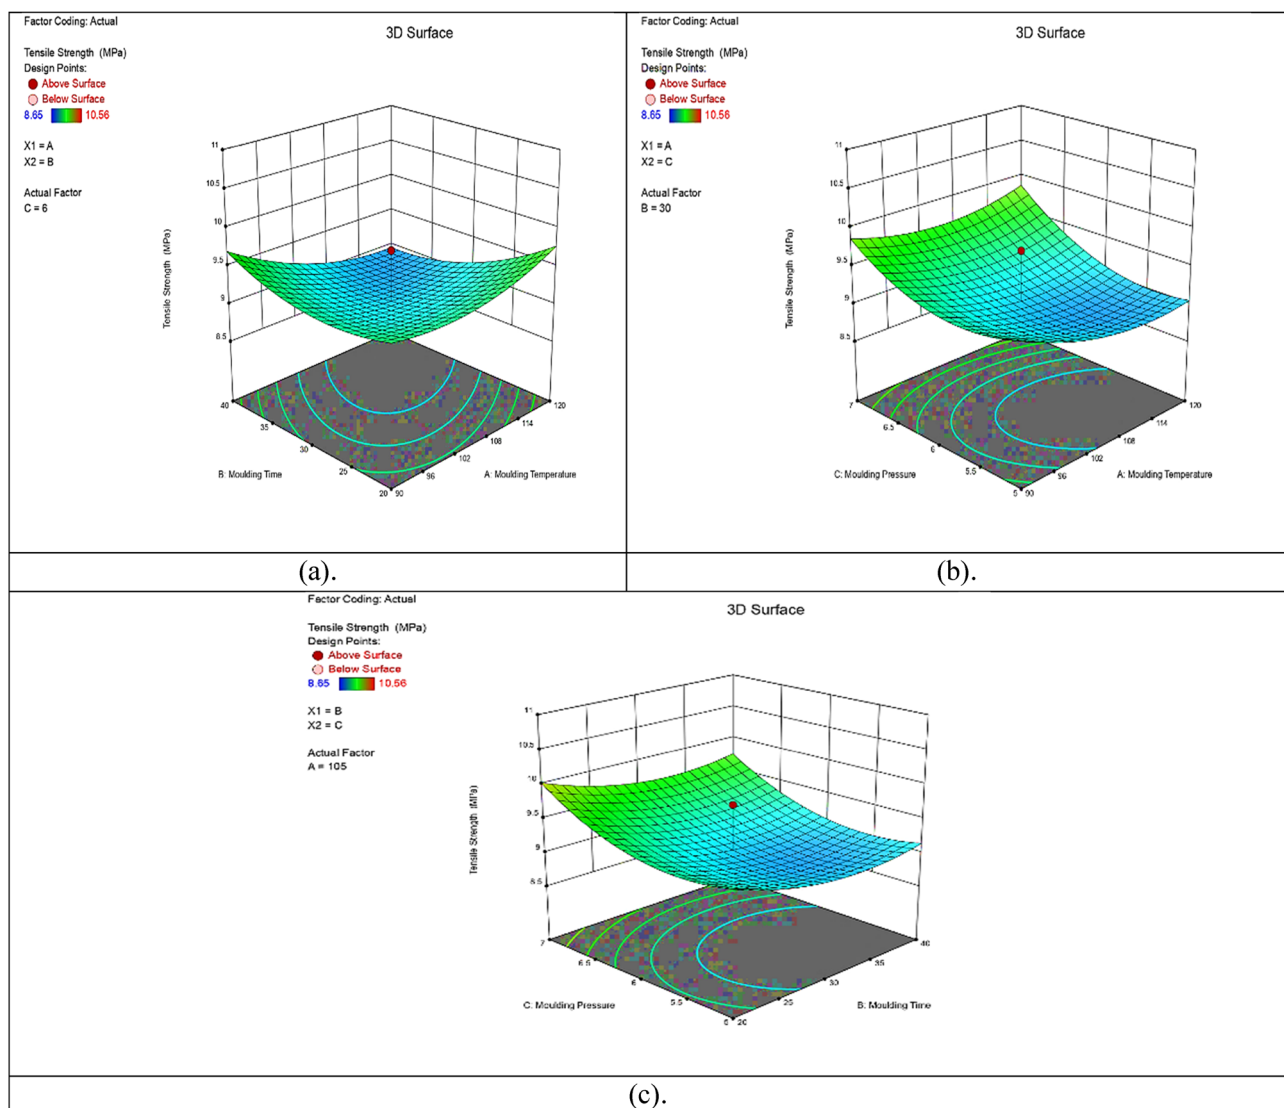 Factor Coding: Actual
3D Surface
Tensile Strength (MPa)
Design Points:
Above Surface
Below Surface
8.65 10.56
X1 = A
X2 = B
Actual Factor
C = 6
11
10.5
10
9.5
9
8.5
Tensile Strength (MPa)
40
35
30
25
20
90
96
102
108
114
120
B: Moulding Time
A: Moulding Temperature
(a).
Factor Coding: Actual
3D Surface
Tensile Strength (MPa)
Design Points:
Above Surface
Below Surface
8.65 10.56
X1 = A
X2 = C
Actual Factor
B = 30
11
10.5
10
9.5
9
8.5
Tensile Strength (MPa)
7
6.5
6
5.5
5
90
96
102
108
114
120
C: Moulding Pressure
A: Moulding Temperature
(b).
Factor Coding: Actual
3D Surface
Tensile Strength (MPa)
Design Points:
Above Surface
Below Surface
8.65 10.56
X1 = B
X2 = C
Actual Factor
A = 105
11
10.5
10
9.5
9
8.5
Tensile Strength (MPa)
7
6.5
6
5.5
5
20
25
30
35
40
C: Moulding Pressure
B: Moulding Time
(c).